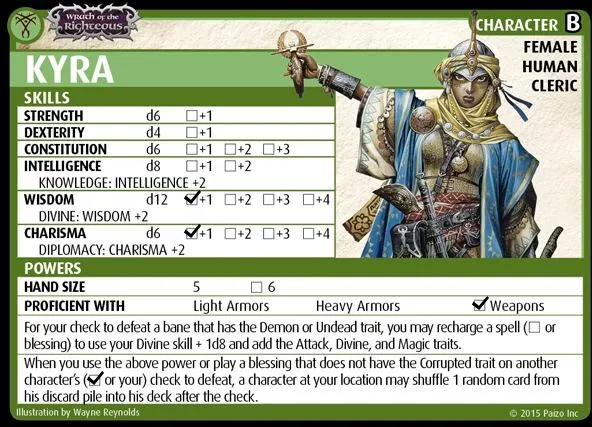 Wrath of the
Righteous
CHARACTER B
KYRA
FEMALE
HUMAN
CLERIC
SKILLS
STRENGTH d6 ☐+1
DEXTERITY d4 ☐+1
CONSTITUTION d6 ☐+1 ☐+2 ☐+3
INTELLIGENCE d8 ☐+1 ☐+2
KNOWLEDGE: INTELLIGENCE +2
WISDOM d12 ☑+1 ☐+2 ☐+3 ☐+4
DIVINE: WISDOM +2
CHARISMA d6 ☑+1 ☐+2 ☐+3 ☐+4
DIPLOMACY: CHARISMA +2
POWERS
HAND SIZE 5 ☐ 6
PROFICIENT WITH Light Armors Heavy Armors ☑ Weapons
For your check to defeat a bane that has the Demon or Undead trait, you may recharge a spell (☐ or
blessing) to use your Divine skill + 1d8 and add the Attack, Divine, and Magic traits.
When you use the above power or play a blessing that does not have the Corrupted trait on another
character's (☑ or your) check to defeat, a character at your location may shuffle 1 random card from
his discard pile into his deck after the check.
Illustration by Wayne Reynolds © 2015 Paizo Inc